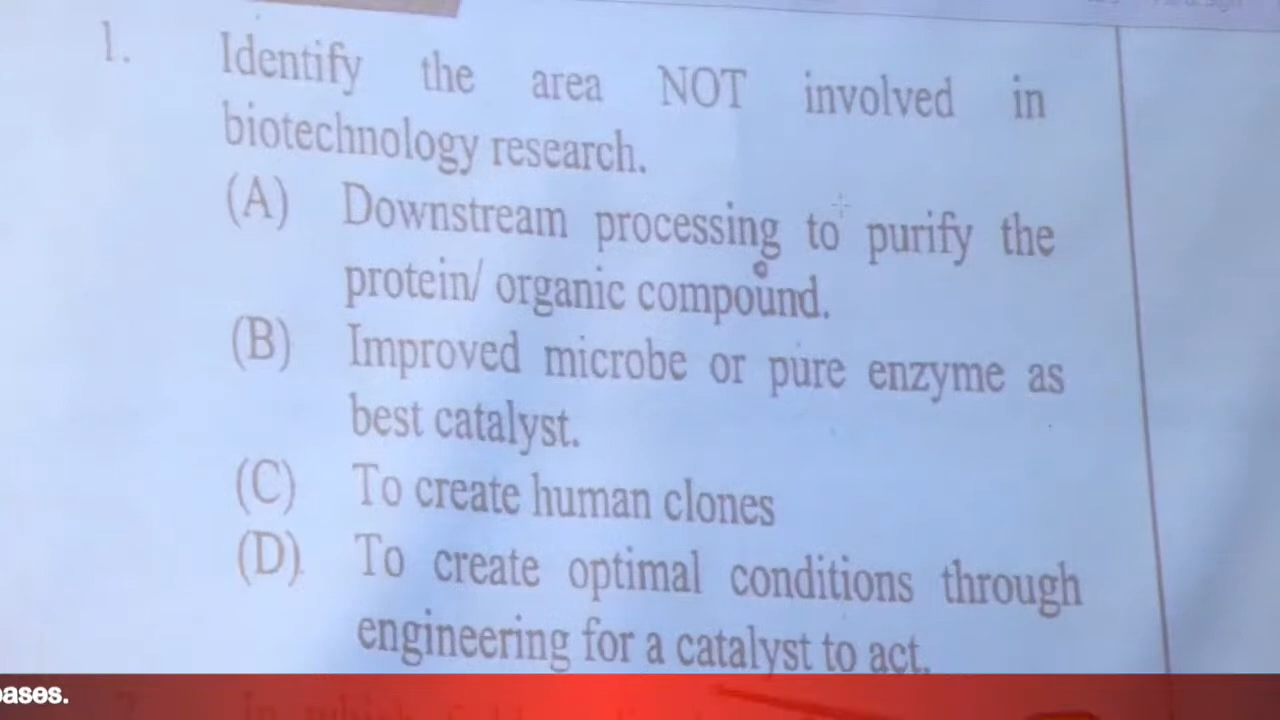 1. Identify the area NOT involved in
biotechnology research.
(A) Downstream processing to purify the
protein/ organic compound.
(B) Improved microbe or pure enzyme as
best catalyst.
(C) To create human clones
(D) To create optimal conditions through
engineering for a catalyst to act.